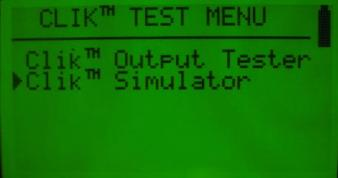 CLIK™ TEST MENU
Clik™ Output Tester
Clik™ Simulator